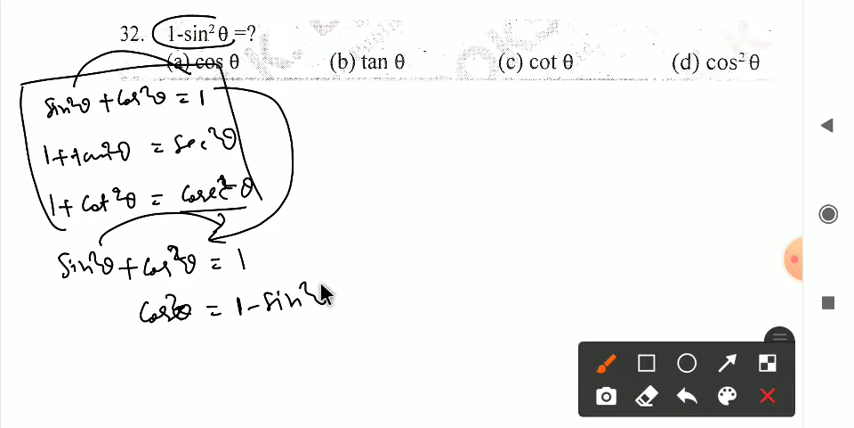 32. 1-sin² θ =?
(a) cos θ (b) tan θ (c) cot θ (d) cos² θ
sin²θ + cos²θ = 1
1 + tan²θ = sec²θ
1 + cot²θ = cosec²θ
sin²θ + cos²θ = 1
cos²θ = 1 - sin²θ